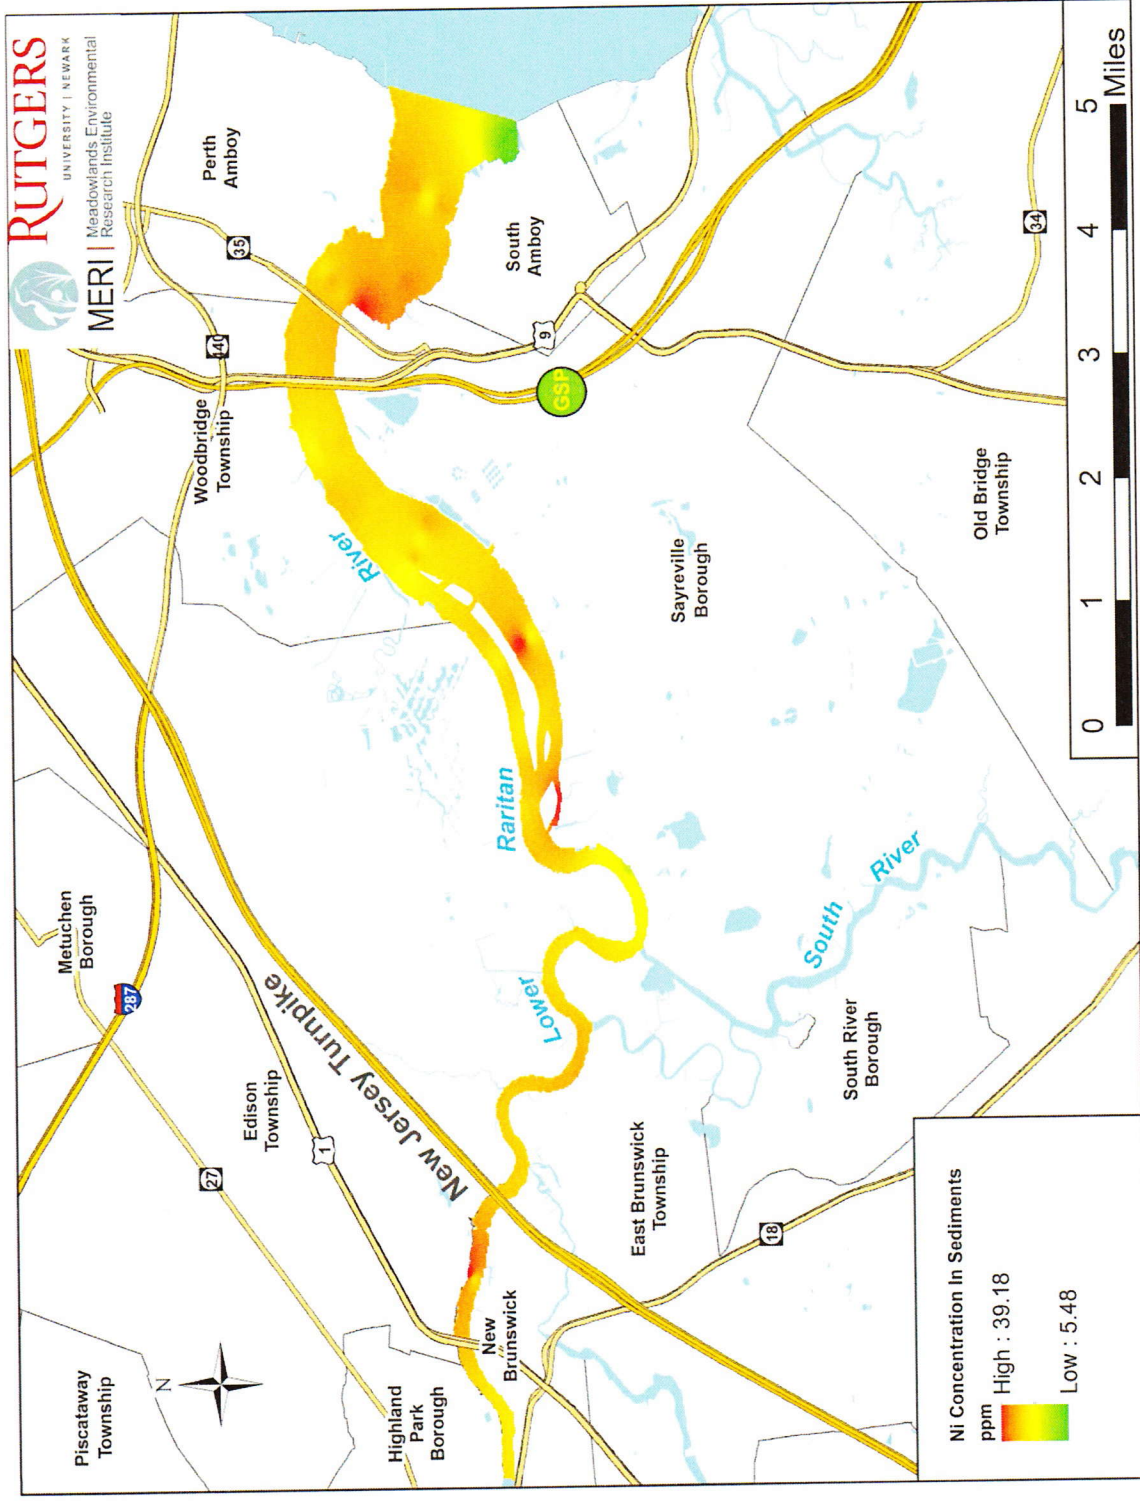 RUTGERS
UNIVERSITY | NEWARK
MERI | Meadowlands Environmental
Research Institute
Piscataway
Township
N
Highland
Park
Borough
New
Brunswick
27
1
Edison
Township
287
Metuchen
Borough
New Jersey Turnpike
East Brunswick
Township
18
South River
Borough
Lower
Raritan
River
South
River
Woodbridge
Township
440
35
Perth
Amboy
South
Amboy
9
GSP
Sayreville
Borough
Old Bridge
Township
34
Ni Concentration In Sediments
ppm
High : 39.18
Low : 5.48
0 1 2 3 4 5
Miles